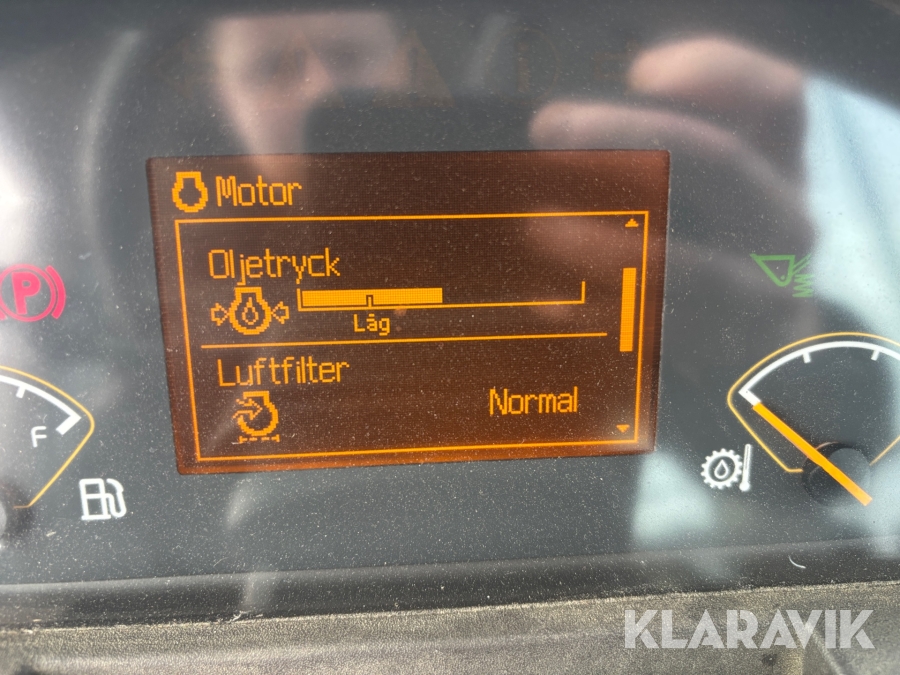 Motor
Oljetryck
Låg
Luftfilter
Normal
P
F
KLARAVIK